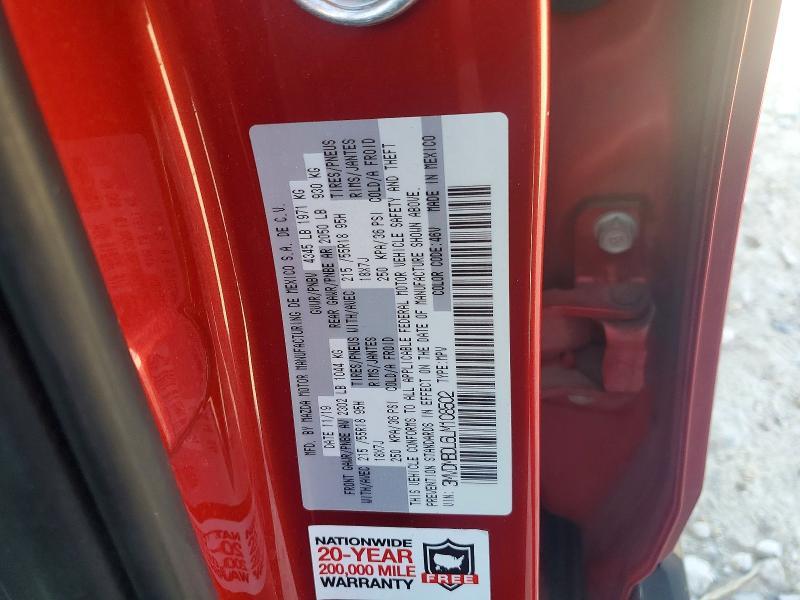 MFD. BY MAZDA MOTOR MANUFACTURING DE MEXICO S.A. DE C.V.
DATE 11/19 GVWR/PNBV 4345 LB 1971 KG
FRONT GAWR/PNBE AV 2302 LB 1044 KG REAR GAWR/PNBE AR 2050 LB 930 KG
WITH/AVEC TIRES/PNEUS WITH/AVEC TIRES/PNEUS
215/55R18 95H 215/55R18 95H
RIMS/JANTES RIMS/JANTES
18X7J 18X7J
250 KPA/36 PSI COLD/A FROID 250 KPA/36 PSI COLD/A FROID
THIS VEHICLE CONFORMS TO ALL APPLICABLE FEDERAL MOTOR VEHICLE SAFETY AND THEFT
PREVENTION STANDARDS IN EFFECT ON THE DATE OF MANUFACTURE SHOWN ABOVE.
VIN: TYPE:MPV COLOR CODE:46V MADE IN MEXICO
NATIONWIDE
20-YEAR
200,000 MILE
WARRANTY
FREE